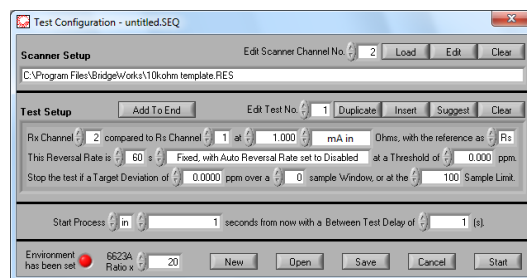 Test Configuration - untitled.SEQ
Scanner Setup Edit Scanner Channel No. 2 Load Edit Clear
C:\Program Files\BridgeWorks\10kohm template.RES
Test Setup Add To End Edit Test No. 1 Duplicate Insert Suggest Clear
Rx Channel 2 compared to Rs Channel 1 at 1.000 mA in Ohms, with the reference as Rs
This Reversal Rate is 60 s Fixed, with Auto Reversal Rate set to Disabled at a Threshold of 0.000 ppm.
Stop the test if a Target Deviation of 0.0000 ppm over a 0 sample Window, or at the 100 Sample Limit.
Start Process in 1 seconds from now with a Between Test Delay of 1 (s).
Environment has been set 6623A Ratio x 20 New Open Save Cancel Start